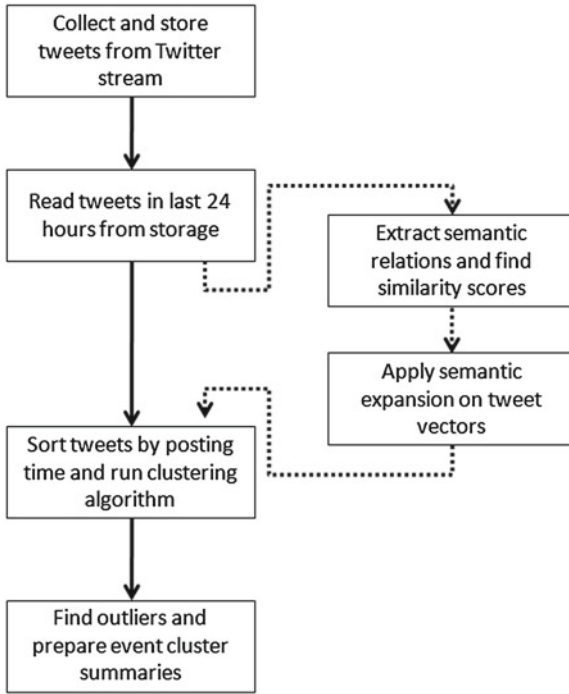 Collect and store
tweets from Twitter
stream
Read tweets in last 24
hours from storage
Extract semantic
relations and find
similarity scores
Apply semantic
expansion on tweet
vectors
Sort tweets by posting
time and run clustering
algorithm
Find outliers and
prepare event cluster
summaries